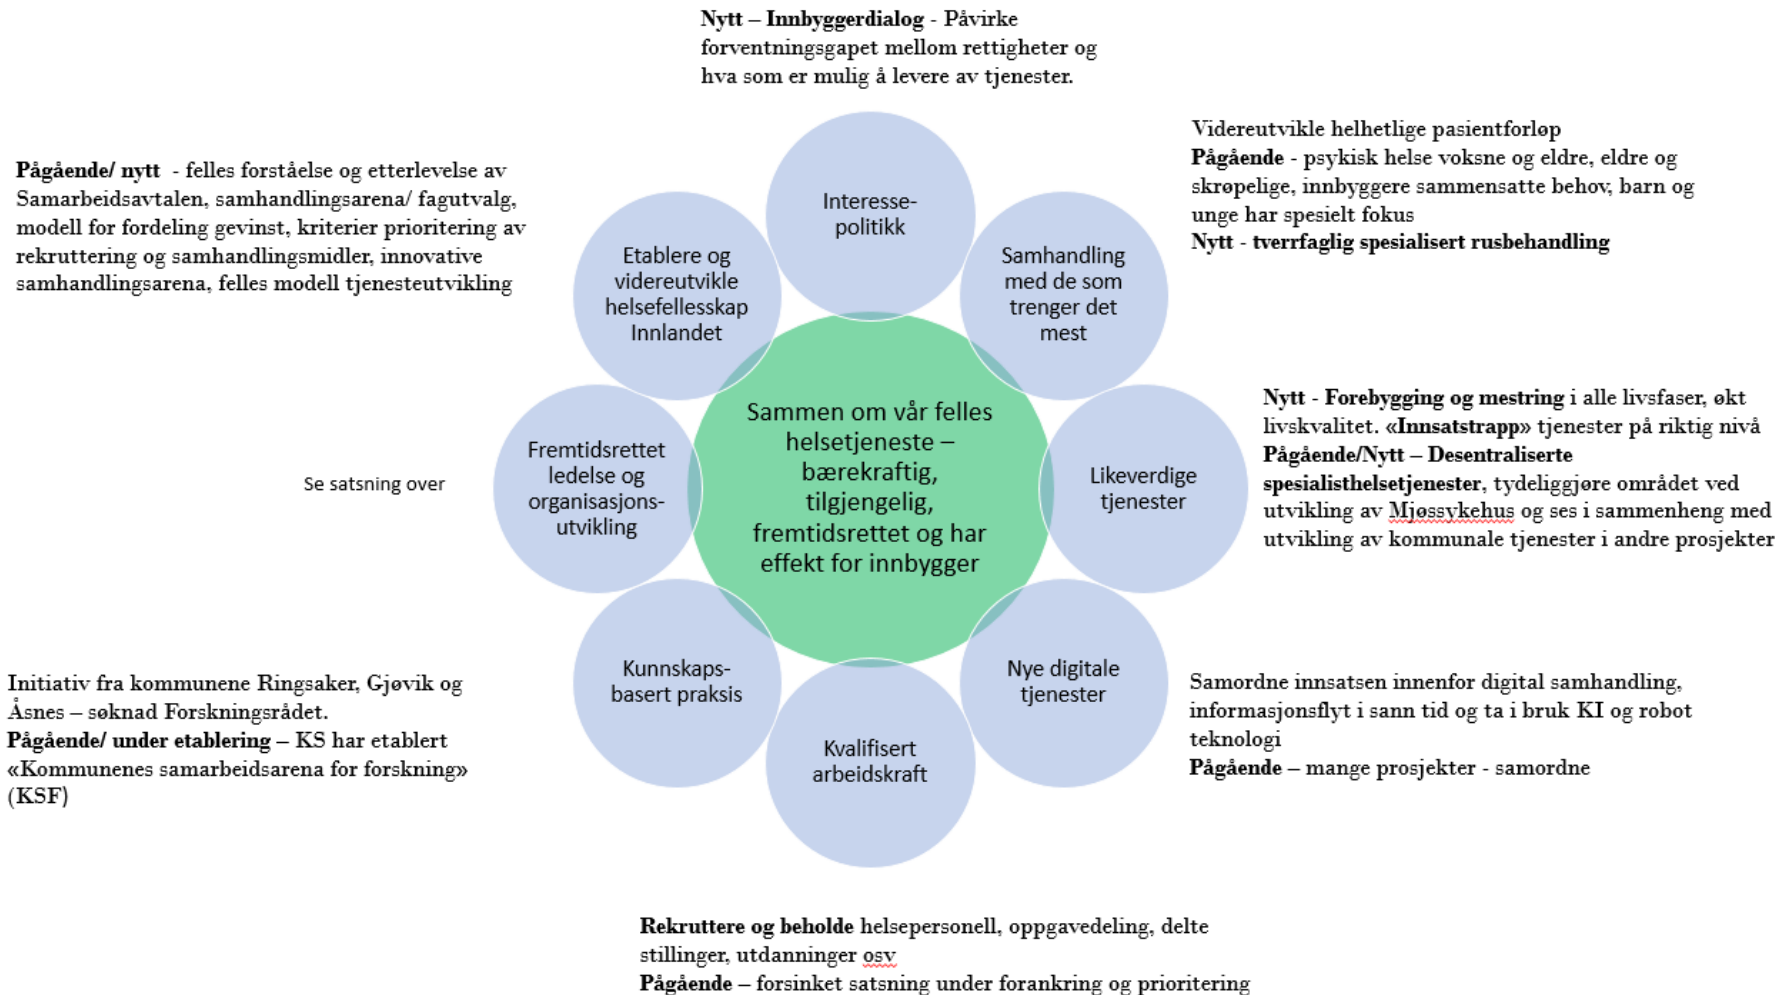 Nytt – Innbyggerdialog - Påvirke
forventningsgapet mellom rettigheter og
hva som er mulig å levere av tjenester.
Interesse-
politikk
Videreutvikle helhetlige pasientforløp
Pågående - psykisk helse voksne og eldre, eldre og
skrøpelige, innbyggere sammensatte behov, barn og
unge har spesielt fokus
Nytt - tverrfaglig spesialisert rusbehandling
Samhandling
med de som
trenger det
mest
Nytt - Forebygging og mestring i alle livsfaser, økt
livskvalitet. «Innsatstrapp» tjenester på riktig nivå
Pågående/Nytt – Desentraliserte
spesialisthelsetjenester, tydeliggjøre området ved
utvikling av Mjøssykehus og ses i sammenheng med
utvikling av kommunale tjenester i andre prosjekter
Likeverdige
tjenester
Samordne innsatsen innenfor digital samhandling,
informasjonsflyt i sann tid og ta i bruk KI og robot
teknologi
Pågående – mange prosjekter - samordne
Nye digitale
tjenester
Kvalifisert
arbeidskraft
Rekruttere og beholde helsepersonell, oppgavedeling, delte
stillinger, utdanninger osv
Pågående – forsinket satsning under forankring og prioritering
Kunnskaps-
basert praksis
Initiativ fra kommunene Ringsaker, Gjøvik og
Åsnes – søknad Forskningsrådet.
Pågående/ under etablering – KS har etablert
«Kommunenes samarbeidsarena for forskning»
(KSF)
Fremtidsrettet
ledelse og
organisasjons-
utvikling
Se satsning over
Etablere og
videreutvikle
helsefellesskap
Innlandet
Pågående/ nytt - felles forståelse og etterlevelse av
Samarbeidsavtalen, samhandlingsarena/ fagutvalg,
modell for fordeling gevinst, kriterier prioritering av
rekruttering og samhandlingsmidler, innovative
samhandlingsarena, felles modell tjenesteutvikling
Sammen om vår felles
helsetjeneste –
bærekraftig,
tilgjengelig,
fremtidsrettet og har
effekt for innbygger